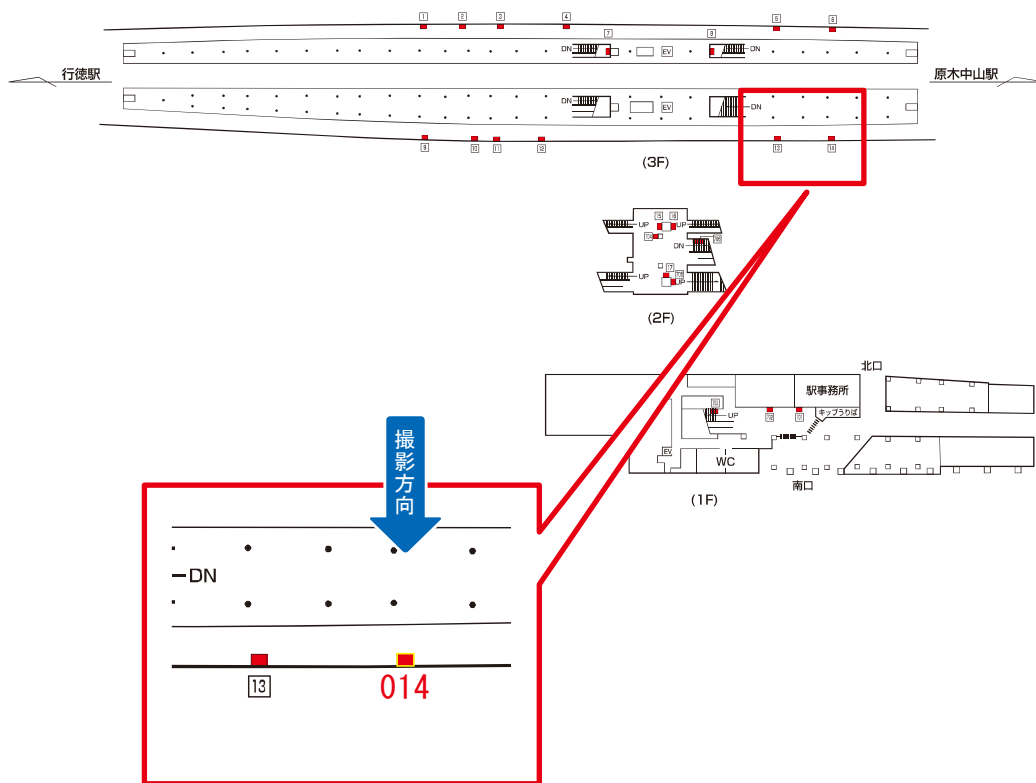 1
2
3
4
5
6
7
8
DN
EV
DN
行徳駅
原木中山駅
DN
EV
DN
9
10
11
12
13
14
(3F)
15
16
UP
UP
DN
17
UP
UP
(2F)
北口
駅事務所
キップうりば
UP
EV
WC
(1F)
南口
撮影方向
DN
13
014